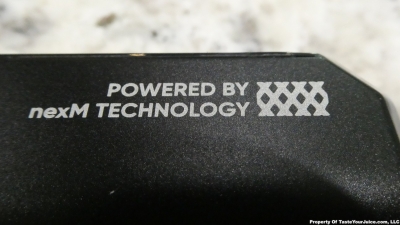 POWERED BY
nexM TECHNOLOGY
Property Of TasteYourJuice.com, LLC